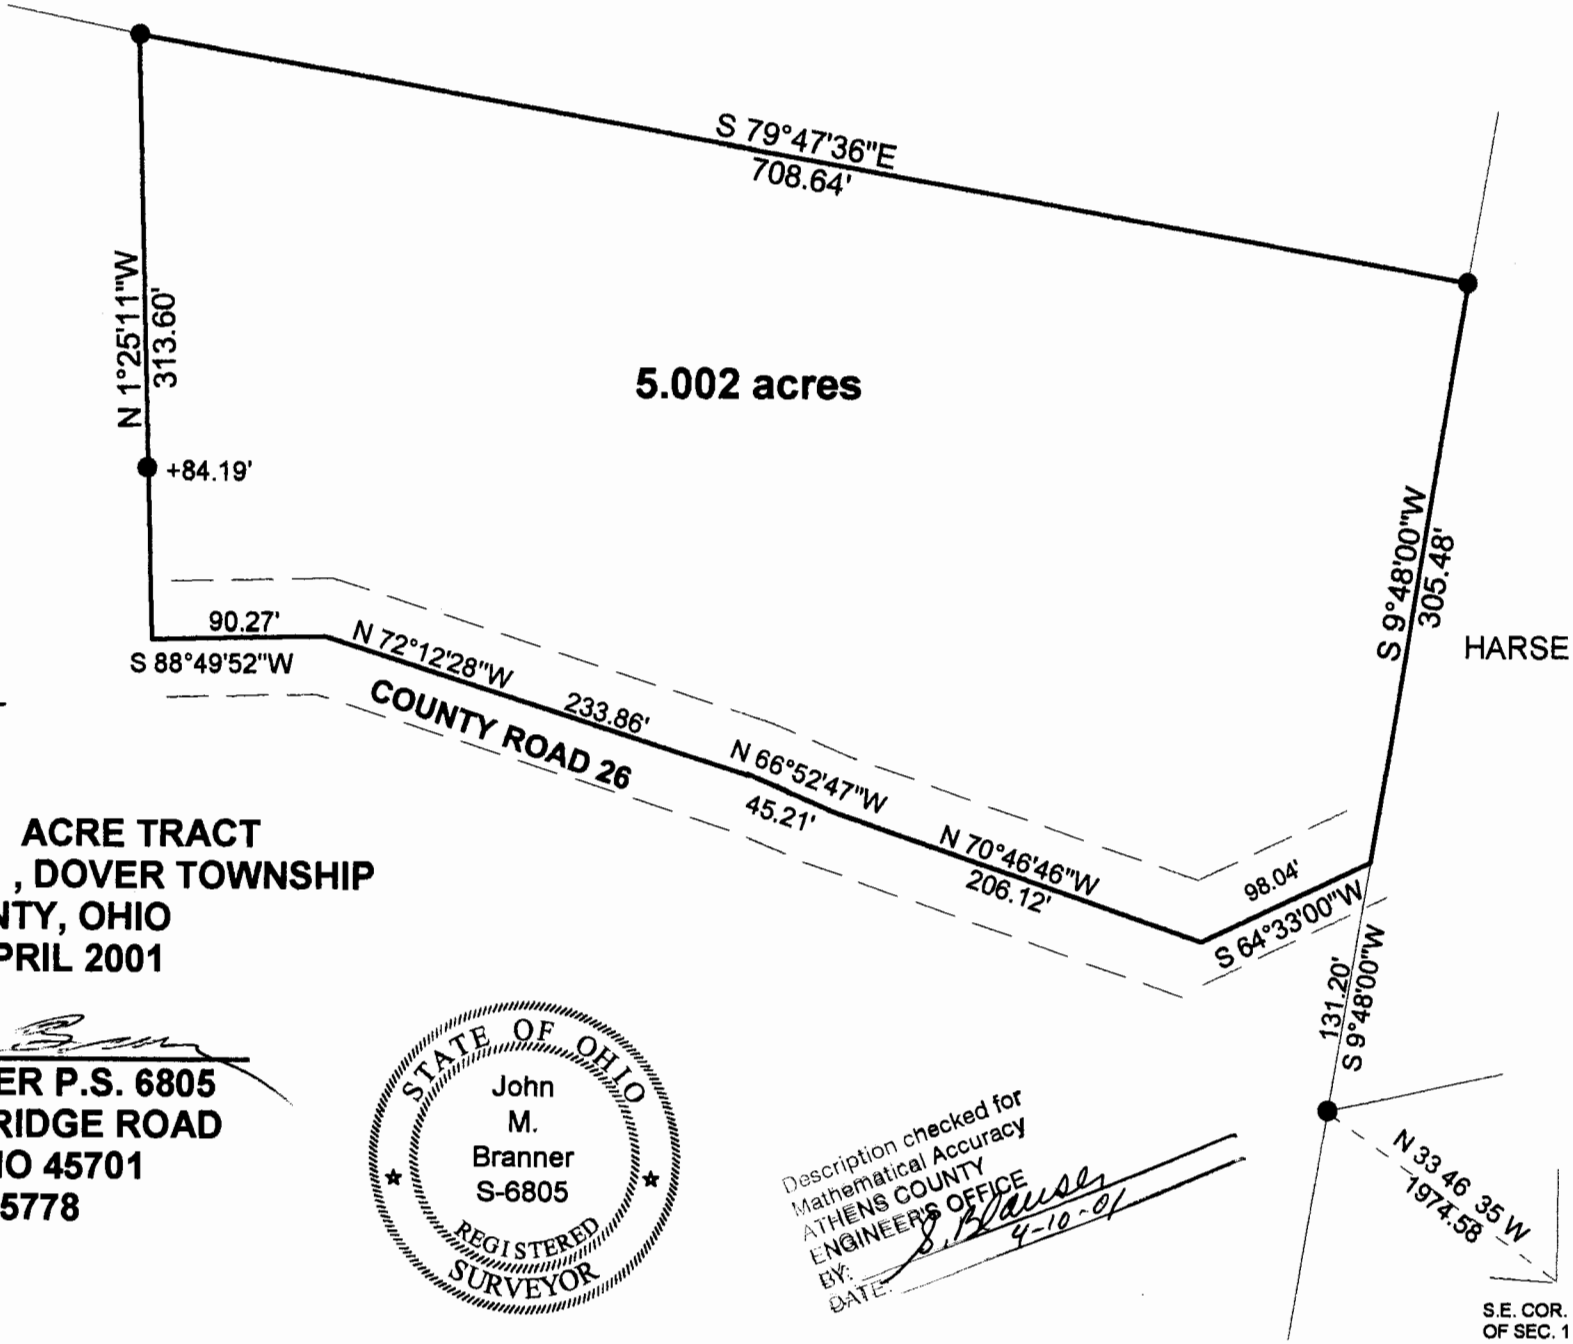 S 79°47'36"E
708.64'
N 1°25'11"W
313.60'
5.002 acres
+84.19'
S 9°48'00"W
305.48'
HARSE
90.27'
S 88°49'52"W
N 72°12'28"W
233.86'
COUNTY ROAD 26
N 66°52'47"W
45.21'
N 70°46'46"W
206.12'
98.04'
S 64°33'00"W
131.20'
S 9°48'00"W
ACRE TRACT
, DOVER TOWNSHIP
NTY, OHIO
PRIL 2001
ER P.S. 6805
RIDGE ROAD
IO 45701
5778
STATE OF OHIO
John
M.
Branner
S-6805
REGISTERED
SURVEYOR
Description checked for
Mathematical Accuracy
ATHENS COUNTY
ENGINEER'S OFFICE
BY:
DATE: 4-10-01
N 33 46 35 W
1974.58
S.E. COR.
OF SEC. 1